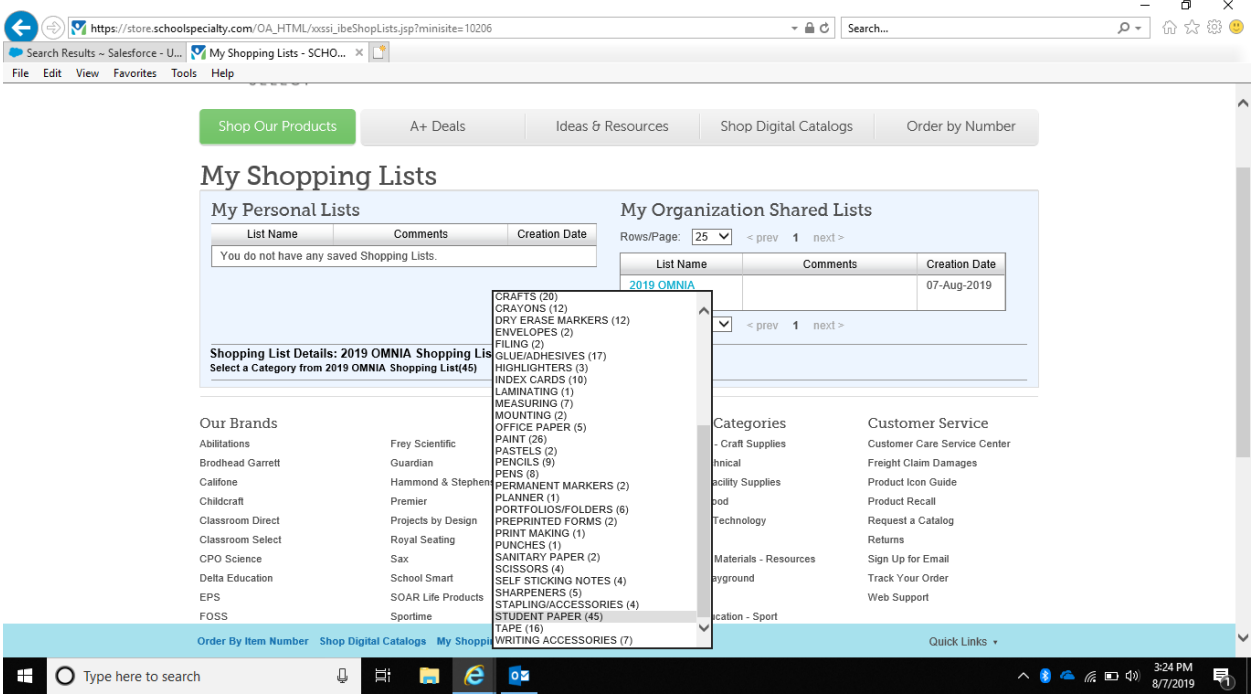 https://store.schoolspecialty.com/OA_HTML/xxssi_ibeShopLists.jsp?minisite=10206
Search...
Search Results ~ Salesforce - U...
My Shopping Lists - SCHO...
File Edit View Favorites Tools Help
Shop Our Products
A+ Deals
Ideas & Resources
Shop Digital Catalogs
Order by Number
My Shopping Lists
My Personal Lists
List Name Comments Creation Date
You do not have any saved Shopping Lists.
My Organization Shared Lists
Rows/Page: 25 < prev 1 next >
List Name Comments Creation Date
2019 OMNIA 07-Aug-2019
< prev 1 next >
Shopping List Details: 2019 OMNIA Shopping Lis
Select a Category from 2019 OMNIA Shopping List(45)
CRAFTS (20)
CRAYONS (12)
DRY ERASE MARKERS (12)
ENVELOPES (2)
FILING (2)
GLUE/ADHESIVES (17)
HIGHLIGHTERS (3)
INDEX CARDS (10)
LAMINATING (1)
MEASURING (7)
MOUNTING (2)
OFFICE PAPER (5)
PAINT (26)
PASTELS (2)
PENCILS (9)
PENS (8)
PERMANENT MARKERS (2)
PLANNER (1)
PORTFOLIOS/FOLDERS (6)
PREPRINTED FORMS (2)
PRINT MAKING (1)
PUNCHES (1)
SANITARY PAPER (2)
SCISSORS (4)
SELF STICKING NOTES (4)
SHARPENERS (5)
STAPLING/ACCESSORIES (4)
STUDENT PAPER (45)
TAPE (16)
WRITING ACCESSORIES (7)
Our Brands
Abilitations
Brodhead Garrett
Califone
Childcraft
Classroom Direct
Classroom Select
CPO Science
Delta Education
EPS
FOSS
Frey Scientific
Guardian
Hammond & Stephens
Premier
Projects by Design
Royal Seating
Sax
School Smart
SOAR Life Products
Sportime
Categories
- Craft Supplies
hnical
acility Supplies
ood
Technology
Materials - Resources
ayground
cation - Sport
Customer Service
Customer Care Service Center
Freight Claim Damages
Product Icon Guide
Product Recall
Request a Catalog
Returns
Sign Up for Email
Track Your Order
Web Support
Order By Item Number Shop Digital Catalogs My Shoppi
Quick Links
Type here to search
3:24 PM
8/7/2019
1